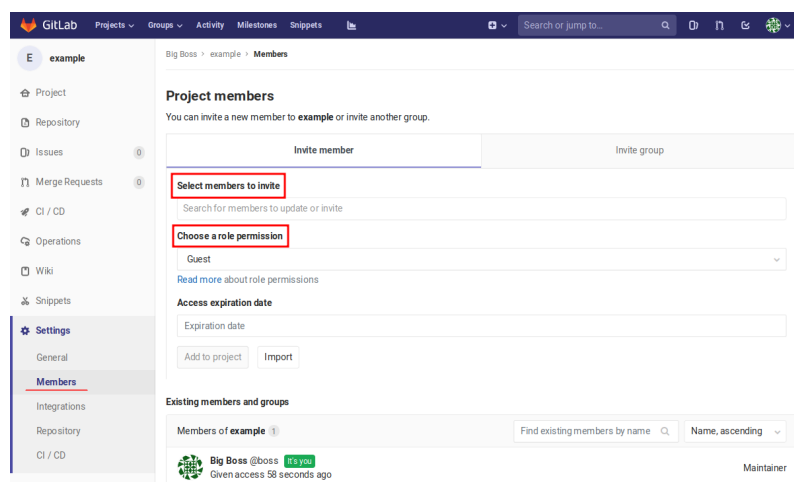 GitLab Projects Groups Activity Milestones Snippets Search or jump to...
E example
Project
Repository
Issues 0
Merge Requests 0
CI / CD
Operations
Wiki
Snippets
Settings
General
Members
Integrations
Repository
CI / CD
Big Boss > example > Members
Project members
You can invite a new member to example or invite another group.
Invite member Invite group
Select members to invite
Search for members to update or invite
Choose a role permission
Guest
Read more about role permissions
Access expiration date
Expiration date
Add to project Import
Existing members and groups
Members of example 1 Find existing members by name Name, ascending
Big Boss @boss It's you
Given access 58 seconds ago
Maintainer